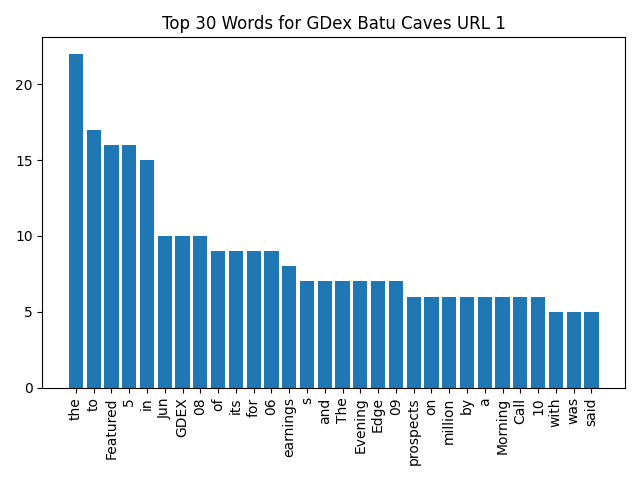 Top 30 Words for GDex Batu Caves URL 1
20
15
10
5
0
the
to
Featured
5
in
Jun
GDEX
08
of
its
for
06
earnings
s
and
The
Evening
Edge
09
prospects
on
million
by
a
Morning
Call
10
with
was
said